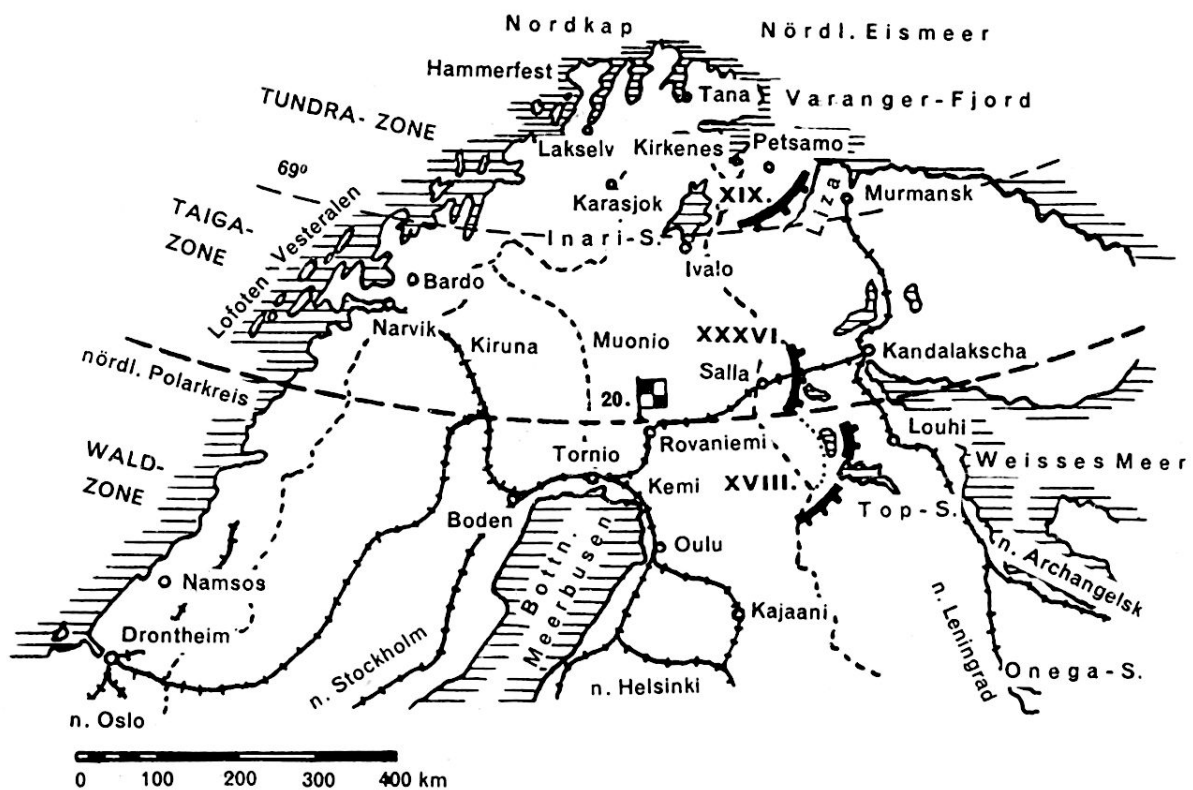 Nordkap
Nördl. Eismeer
Hammerfest
Tana
Varanger-Fjord
TUNDRA-ZONE
Lakselv
Kirkenes
Petsamo
69º
Karasjok
XIX.
Liza
Murmansk
TAIGA-
ZONE
Inari-S.
Ivalo
Lofoten
Vesteralen
Bardo
Narvik
Kiruna
Muonio
XXXVI.
Kandalakscha
nördl. Polarkreis
Salla
20.
Louhi
Rovaniemi
WALD-
ZONE
Tornio
Kemi
XVIII.
Weisses Meer
Top-S.
Boden
Bottn.
Meerbusen
Oulu
n. Archangelsk
Namsos
Kajaani
n. Leningrad
Drontheim
n. Stockholm
n. Helsinki
Onega-S.
n. Oslo
0 100 200 300 400 km